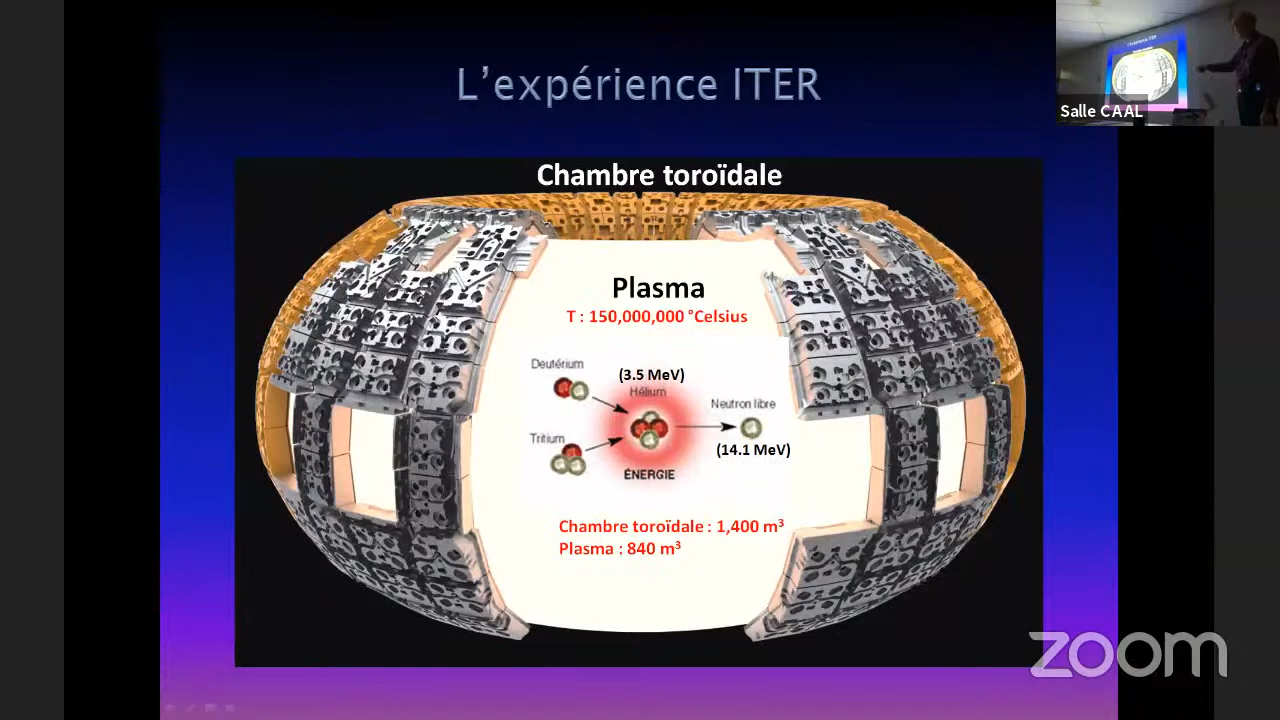 L'expérience ITER
Salle CAAL
Chambre toroïdale
Plasma
T : 150,000,000 °Celsius
Deutérium
(3.5 MeV)
Hélium
Neutron libre
Tritium
(14.1 MeV)
ÉNERGIE
Chambre toroïdale : 1,400 m³
Plasma : 840 m³
zoom